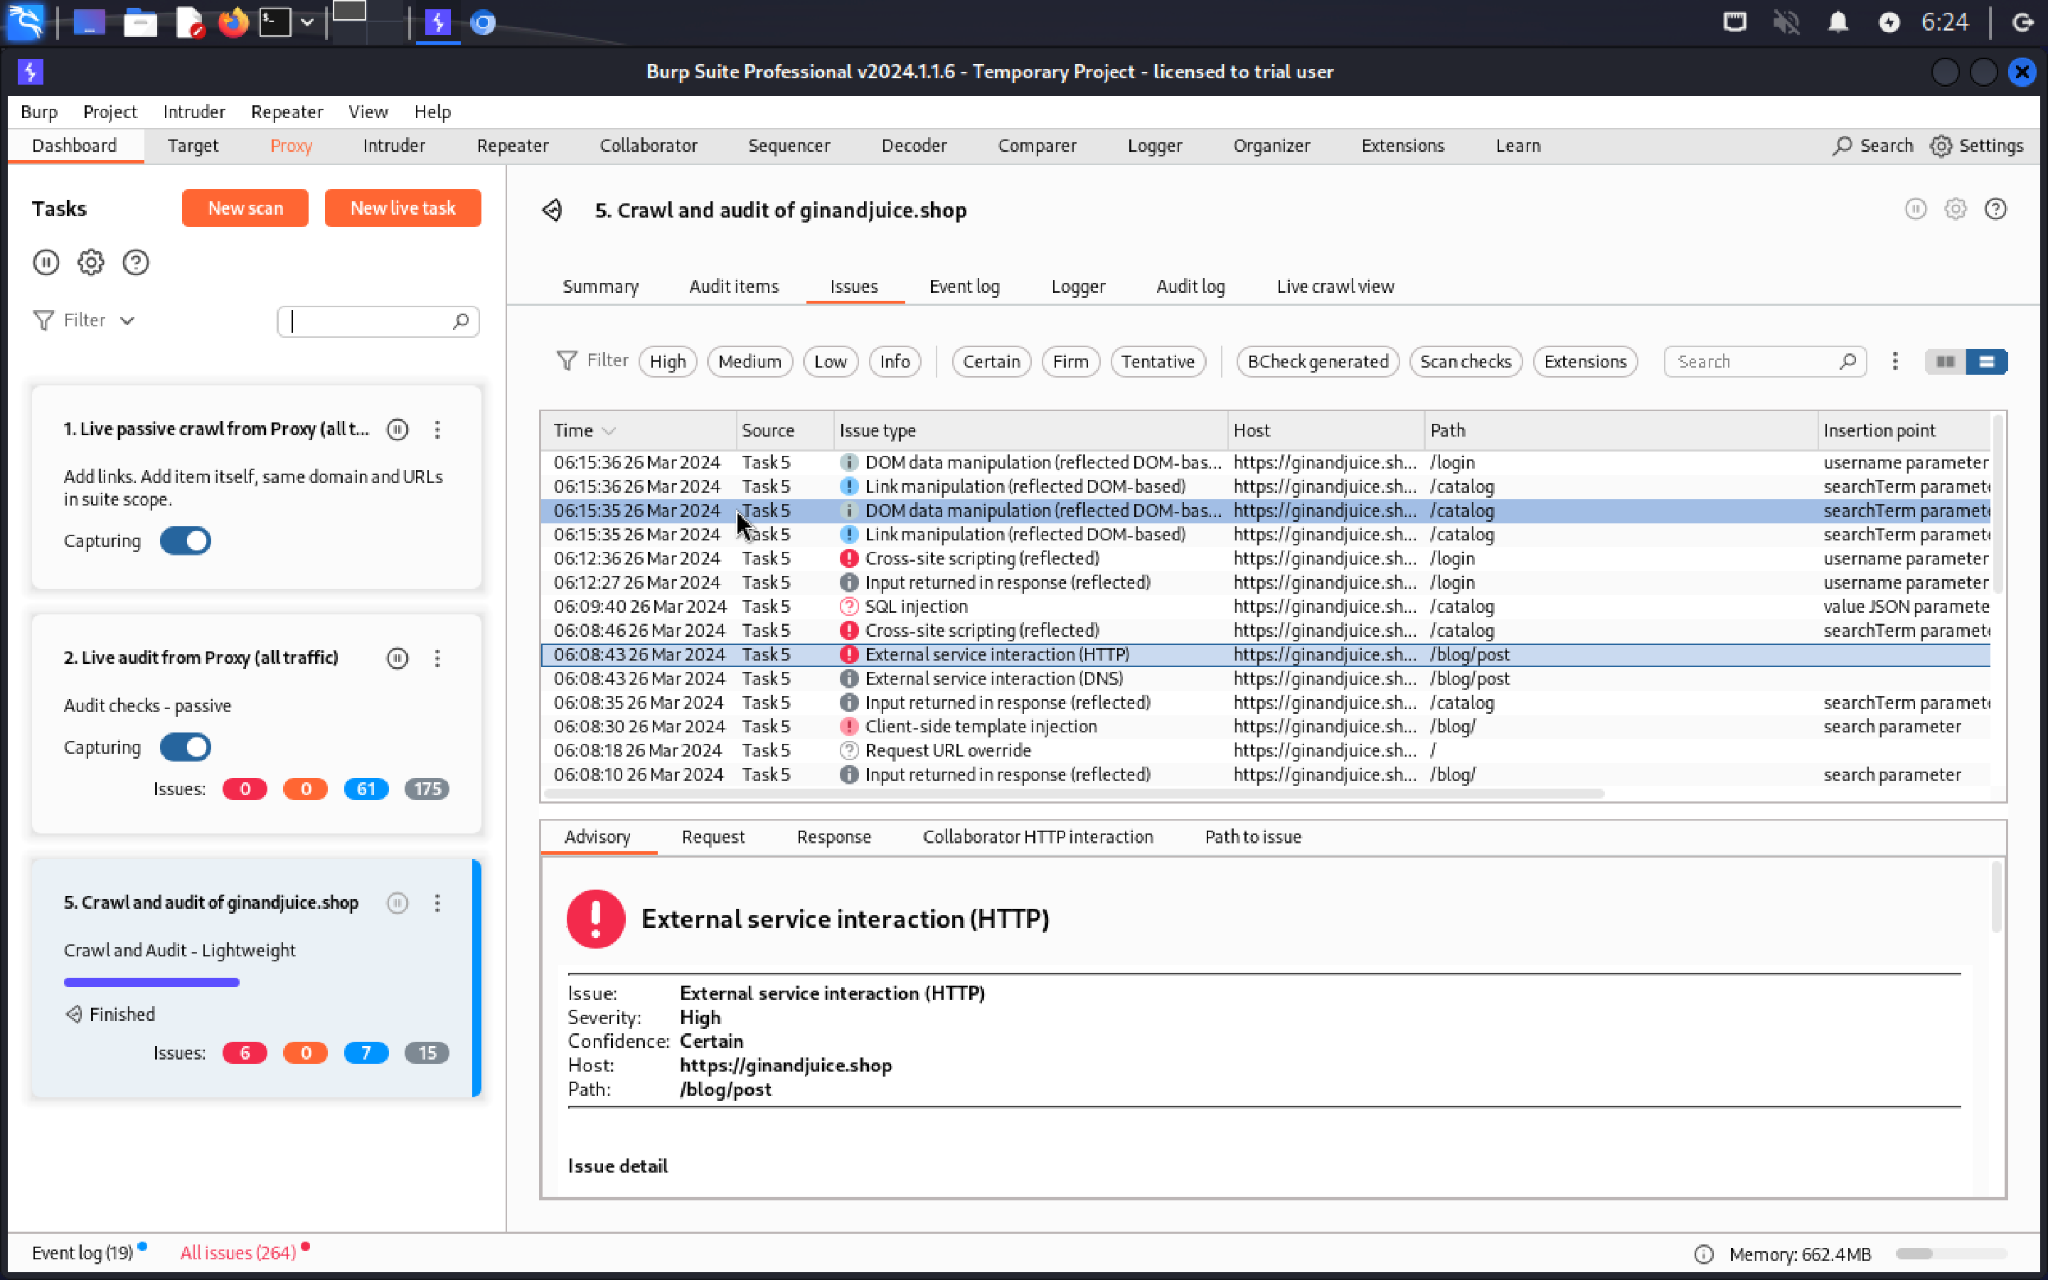 6:24
Burp Suite Professional v2024.1.1.6 - Temporary Project - licensed to trial user
Burp Project Intruder Repeater View Help
Dashboard Target Proxy Intruder Repeater Collaborator Sequencer Decoder Comparer Logger Organizer Extensions Learn Search Settings
Tasks New scan New live task
Filter
1. Live passive crawl from Proxy (all t...
Add links. Add item itself, same domain and URLs
in suite scope.
Capturing
2. Live audit from Proxy (all traffic)
Audit checks - passive
Capturing
Issues: 0 0 61 175
5. Crawl and audit of ginandjuice.shop
Crawl and Audit - Lightweight
Finished
Issues: 6 0 7 15
5. Crawl and audit of ginandjuice.shop
Summary Audit items Issues Event log Logger Audit log Live crawl view
Filter High Medium Low Info Certain Firm Tentative BCheck generated Scan checks Extensions Search
Time Source Issue type Host Path Insertion point
06:15:36 26 Mar 2024 Task 5 DOM data manipulation (reflected DOM-bas... https://ginandjuice.sh... /login username parameter
06:15:36 26 Mar 2024 Task 5 Link manipulation (reflected DOM-based) https://ginandjuice.sh... /catalog searchTerm paramet
06:15:35 26 Mar 2024 Task 5 DOM data manipulation (reflected DOM-bas... https://ginandjuice.sh... /catalog searchTerm paramet
06:15:35 26 Mar 2024 Task 5 Link manipulation (reflected DOM-based) https://ginandjuice.sh... /catalog searchTerm paramet
06:12:36 26 Mar 2024 Task 5 Cross-site scripting (reflected) https://ginandjuice.sh... /login username parameter
06:12:27 26 Mar 2024 Task 5 Input returned in response (reflected) https://ginandjuice.sh... /login username parameter
06:09:40 26 Mar 2024 Task 5 SQL injection https://ginandjuice.sh... /catalog value JSON paramete
06:08:46 26 Mar 2024 Task 5 Cross-site scripting (reflected) https://ginandjuice.sh... /catalog searchTerm paramet
06:08:43 26 Mar 2024 Task 5 External service interaction (HTTP) https://ginandjuice.sh... /blog/post
06:08:43 26 Mar 2024 Task 5 External service interaction (DNS) https://ginandjuice.sh... /blog/post
06:08:35 26 Mar 2024 Task 5 Input returned in response (reflected) https://ginandjuice.sh... /catalog searchTerm paramet
06:08:30 26 Mar 2024 Task 5 Client-side template injection https://ginandjuice.sh... /blog/ search parameter
06:08:18 26 Mar 2024 Task 5 Request URL override https://ginandjuice.sh... /
06:08:10 26 Mar 2024 Task 5 Input returned in response (reflected) https://ginandjuice.sh... /blog/ search parameter
Advisory Request Response Collaborator HTTP interaction Path to issue
External service interaction (HTTP)
Issue: External service interaction (HTTP)
Severity: High
Confidence: Certain
Host: https://ginandjuice.shop
Path: /blog/post
Issue detail
Event log (19) All issues (264) Memory: 662.4MB